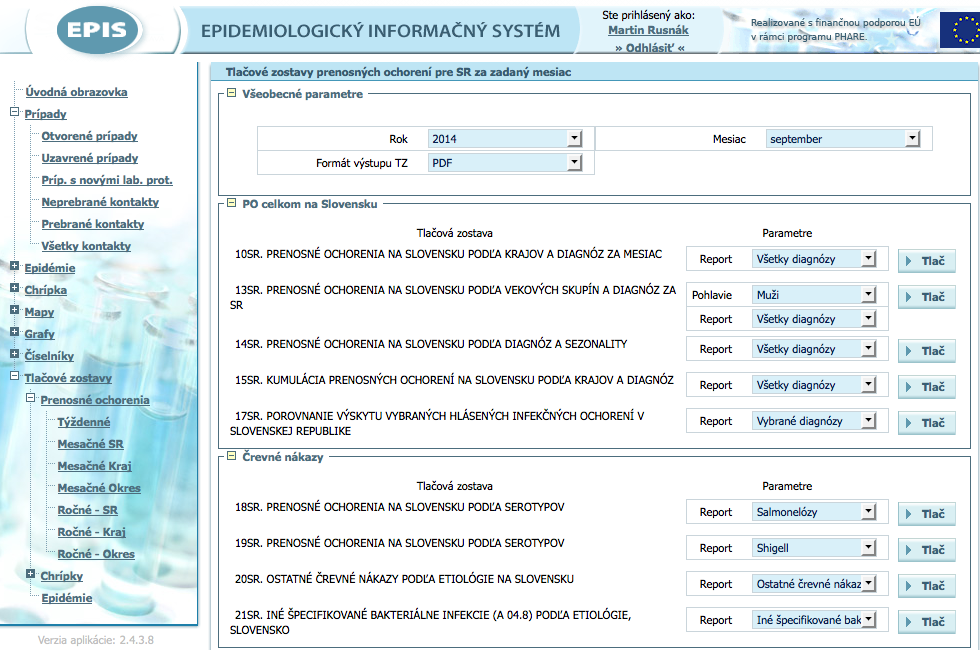 EPIS
EPIDEMIOLOGICKÝ INFORMAČNÝ SYSTÉM
Ste prihlásený ako:
Martin Rusnák
» Odhlásiť «
Realizované s finančnou podporou EÚ
v rámci programu PHARE.
Úvodná obrazovka
Prípady
Otvorené prípady
Uzavrené prípady
Príp. s novými lab. prot.
Neprebrané kontakty
Prebrané kontakty
Všetky kontakty
Epidémie
Chrípka
Mapy
Grafy
Číselníky
Tlačové zostavy
Prenosné ochorenia
Týždenné
Mesačné SR
Mesačné Kraj
Mesačné Okres
Ročné - SR
Ročné - Kraj
Ročné - Okres
Chrípky
Epidémie
Verzia aplikácie: 2.4.3.8
Tlačové zostavy prenosných ochorení pre SR za zadaný mesiac
Všeobecné parametre
Rok 2014 Mesiac september
Formát výstupu TZ PDF
PO celkom na Slovensku
Tlačová zostava Parametre
10SR. PRENOSNÉ OCHORENIA NA SLOVENSKU PODĽA KRAJOV A DIAGNÓZ ZA MESIAC Report Všetky diagnózy Tlač
13SR. PRENOSNÉ OCHORENIA NA SLOVENSKU PODĽA VEKOVÝCH SKUPÍN A DIAGNÓZ ZA Pohlavie Muži Tlač
SR
Report Všetky diagnózy
14SR. PRENOSNÉ OCHORENIA NA SLOVENSKU PODĽA DIAGNÓZ A SEZONALITY Report Všetky diagnózy Tlač
15SR. KUMULÁCIA PRENOSNÝCH OCHORENÍ NA SLOVENSKU PODĽA KRAJOV A DIAGNÓZ Report Všetky diagnózy Tlač
17SR. POROVNANIE VÝSKYTU VYBRANÝCH HLÁSENÝCH INFEKČNÝCH OCHORENÍ V Report Vybrané diagnózy Tlač
SLOVENSKEJ REPUBLIKE
Črevné nákazy
Tlačová zostava Parametre
18SR. PRENOSNÉ OCHORENIA NA SLOVENSKU PODĽA SEROTYPOV Report Salmonelózy Tlač
19SR. PRENOSNÉ OCHORENIA NA SLOVENSKU PODĽA SEROTYPOV Report Shigell Tlač
20SR. OSTATNÉ ČREVNÉ NÁKAZY PODĽA ETIOLÓGIE NA SLOVENSKU Report Ostatné črevné nákaz Tlač
21SR. INÉ ŠPECIFIKOVANÉ BAKTERIÁLNE INFEKCIE (A 04.8) PODĽA ETIOLÓGIE, Report Iné špecifikované bak Tlač
SLOVENSKO